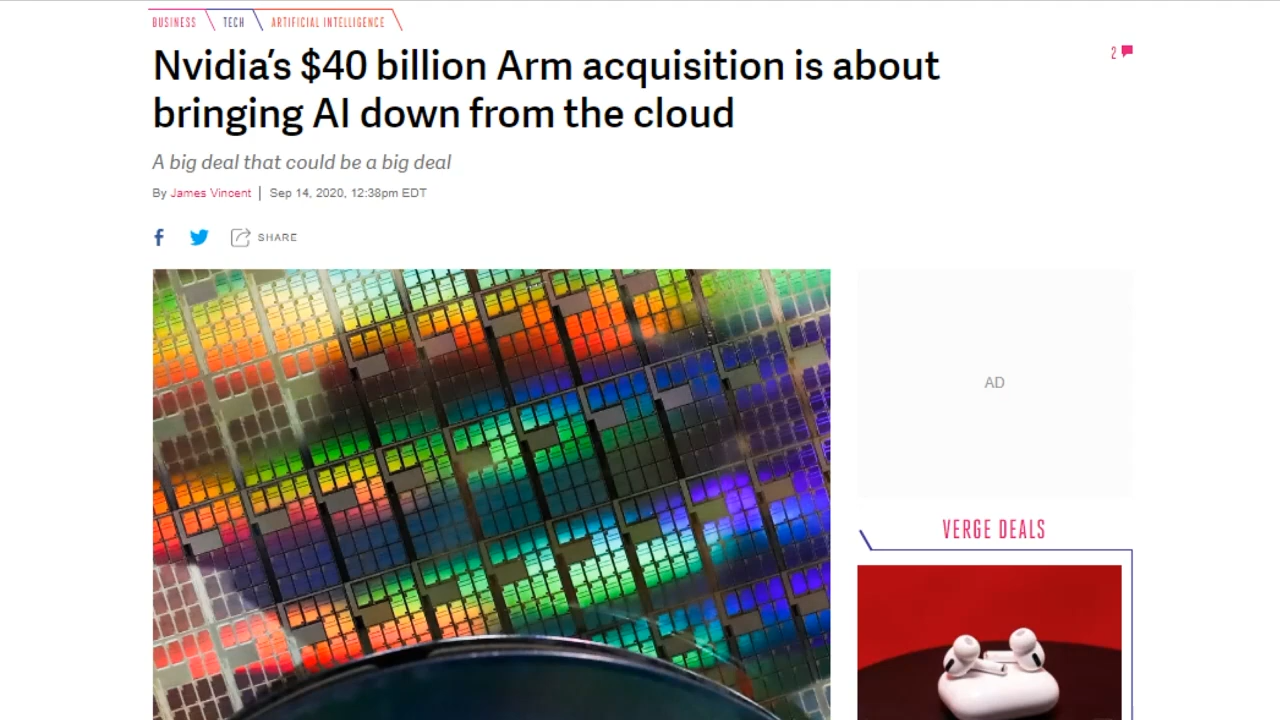 BUSINESS TECH ARTIFICIAL INTELLIGENCE
Nvidia’s $40 billion Arm acquisition is about
bringing AI down from the cloud
2
A big deal that could be a big deal
By James Vincent | Sep 14, 2020, 12:38pm EDT
SHARE
AD
VERGE DEALS